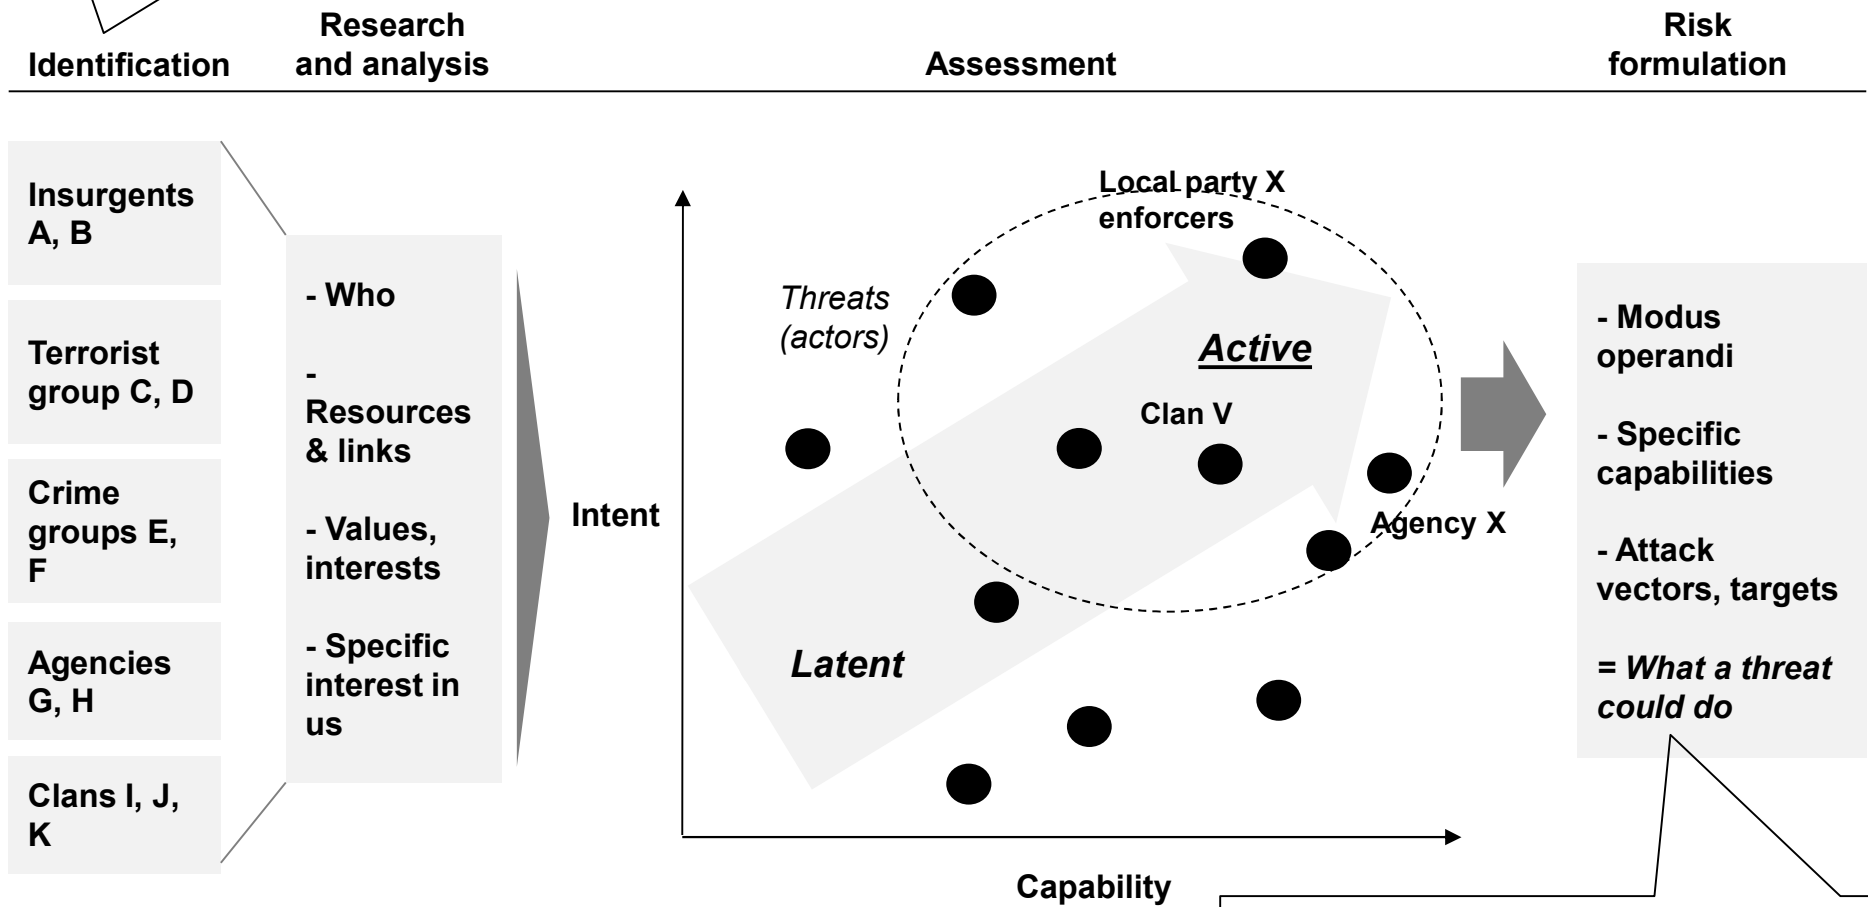 Identification
Research
and analysis
Assessment
Risk
formulation
Insurgents
A, B
Terrorist
group C, D
Crime
groups E,
F
Agencies
G, H
Clans I, J,
K
- Who
-
Resources
& links
- Values,
interests
- Specific
interest in
us
Intent
Threats
(actors)
Local party X
enforcers
Active
Clan V
Agency X
Latent
Capability
- Modus
operandi
- Specific
capabilities
- Attack
vectors, targets
= What a threat
could do